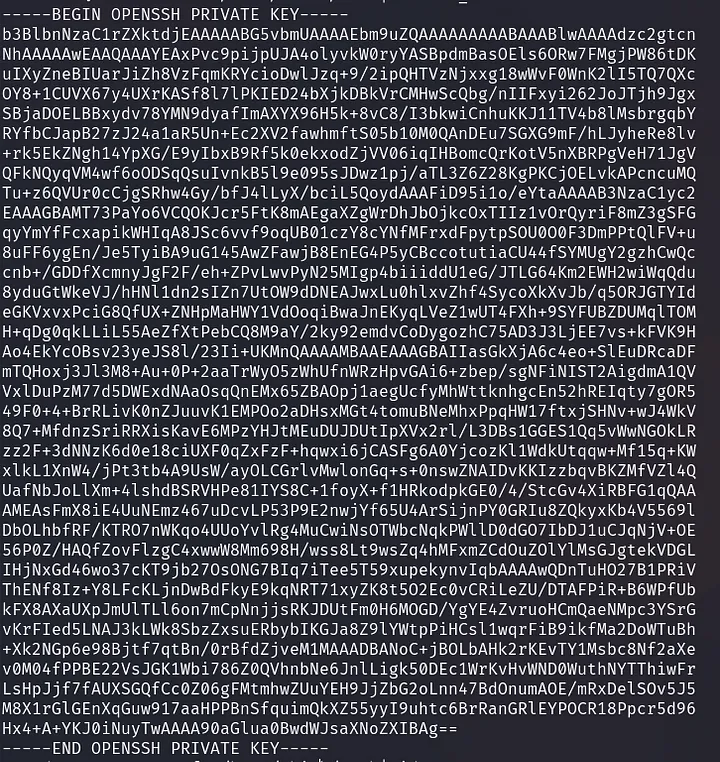 -----BEGIN OPENSSH PRIVATE KEY-----
b3BlbnNzaC1rZXktdjEAAAAABG5vbmUAAAAEbm9uZQAAAAAAAAABAAABlwAAAAdzc2gtcn
NhAAAAAwEAAQAAAYEAxPvc9pijpUJA4olyvkW0ryYASBpdmBasOEls6ORw7FMgjPW86tDK
uIXyZneBIUarJiZh8VzFqmKRYcioDwlJzq+9/2ipQHTVzNjxxg18wWvF0WnK2lI5TQ7QXc
OY8+1CUVX67y4UXrKASf8l7lPKIED24bXjkDBkVrCMHwScQbg/nIIFxyi262JoJTjh9Jgx
SBjaDOELBBxydv78YMN9dyafImAXYX96H5k+8vC8/I3bkwiCnhuKKJ11TV4b8lMsbrgqbY
RYfbCJapB27zJ24a1aR5Un+Ec2XV2fawhmftS05b10M0QAnDEu7SGXG9mF/hLJyheRe8lv
+rk5EkZNgh14YpXG/E9yIbxB9Rf5k0ekxodZjVV06iqIHBomcQrKotV5nXBRPgVeH71JgV
QFkNQyqVM4wf6oODSqQsuIvnkB5l9e095sJDwz1pj/aTL3Z6Z28KgPKCjOELvkAPcncuMQ
Tu+z6QVUr0cCjgSRhw4Gy/bfJ4lLyX/bciL5QoydAAAFiD95i1o/eYtaAAAAB3NzaC1yc2
EAAAGBAMT73PaYo6VCQOKJcr5FtK8mAEgaXZgWrDhJbOjkcOxTIIz1vOrQyriF8mZ3gSFG
qyYmYfFcxapikWHIqA8JSc6vvf9oqUB01czY8cYNfMFrxdFpytpSOU0O0F3DmPPtQlFV+u
8uFF6ygEn/Je5TyiBA9uG145AwZFawjB8EnEG4P5yCBccotutiaCU44fSYMUgY2gzhCwQc
cnb+/GDDfXcmnyJgF2F/eh+ZPvLwvPyN25MIgp4biiiddU1eG/JTLG64Km2EWH2wiWqQdu
8yduGtWkeVJ/hHNl1dn2sIZn7UtOW9dDNEAJwxLu0hlxvZhf4SycoXkXvJb/q5ORJGTYId
eGKVxvxPciG8QfUX+ZNHpMaHWY1VdOoqiBwaJnEKyqLVeZ1wUT4FXh+9SYFUBZDUMqlTOM
H+qDg0qkLLiL55AeZfXtPebCQ8M9aY/2ky92emdvCoDygozhC75AD3J3LjEE7vs+kFVK9H
Ao4EkYcOBsv23yeJS8l/23Ii+UKMnQAAAAMBAAEAAAGBAIIasGkXjA6c4eo+SlEuDRcaDF
mTQHoxj3Jl3M8+Au+0P+2aaTrWyO5zWhUfnWRzHpvGAi6+zbep/sgNFiNIST2AigdmA1QV
VxlDuPzM77d5DWExdNAaOsqQnEMx65ZBAOpj1aegUcfyMhWttknhgcEn52hREIqty7gOR5
49F0+4+BrRLivK0nZJuuvK1EMPOo2aDHsxMGt4tomuBNeMhxPpqHW17ftxjSHNv+wJ4WkV
8Q7+MfdnzSriRRXisKavE6MPzYHJtMEuDUJDUtIpXVx2rl/L3DBs1GGES1Qq5vWwNGOkLR
zz2F+3dNNzK6d0e18ciUXF0qZxFzF+hqwxi6jCASFg6A0YjcozKl1WdkUtqqw+Mf15q+KW
xlkL1XnW4/jPt3tb4A9UsW/ayOLCGrlvMwlonGq+s+0nswZNAIDvKKIzzbqvBKZMfVZl4Q
UafNbJoLlXm+4lshdBSRVHPe81IYS8C+1foyX+f1HRkodpkGE0/4/StcGv4XiRBFG1qQAA
AMEAsFmX8iE4UuNEmz467uDcvLP53P9E2nwjYf65U4ArSijnPY0GRIu8ZQkyxKb4V5569l
DbOLhbfRF/KTRO7nWKqo4UUoYvlRg4MuCwiNsOTWbcNqkPWllD0dGO7IbDJ1uCJqNjV+OE
56P0Z/HAQfZovFlzgC4xwwW8Mm698H/wss8Lt9wsZq4hMFxmZCdOuZOlYlMsGJgtekVDGL
IHjNxGd46wo37cKT9jb27OsONG7BIq7iTee5T59xupekynvIqbAAAAwQDnTuHO27B1PRiV
ThENf8Iz+Y8LFcKLjnDwBdFkyE9kqNRT71xyZK8t5O2Ec0vCRiLeZU/DTAFPiR+B6WPfUb
kFX8AXaUXpJmUlTLl6on7mCpNnjjsRKJDUtFm0H6MOGD/YgYE4ZvruoHCmQaeNMpc3YSrG
vKrFIed5LNAJ3kLWk8SbzZxsuERbybIKGJa8Z9lYWtpPiHCsl1wqrFiB9ikfMa2DoWTuBh
+Xk2NGp6e98Bjtf7qtBn/0rBfdZjveM1MAAADBANoC+jBOLbAHk2rKEvTY1Msbc8Nf2aXe
v0M04fPPBE22VsJGK1Wbi786Z0QVhnbNe6JnlLigk50DEc1WrKvHvWND0WuthNYTThiwFr
LsHpJjf7fAUXSGQfCc0Z06gFMtmhwZUuYEH9JjZbG2oLnn47BdOnumAOE/mRxDelSOv5J5
M8X1rGlGEnXqGuw917aaHPPBnSfquimQkXZ55yyI9uhtc6BrRanGRlEYPOCR18Ppcr5d96
Hx4+A+YKJ0iNuyTwAAAA90aGlua0BwdWJsaXNoZXIBAg==
-----END OPENSSH PRIVATE KEY-----